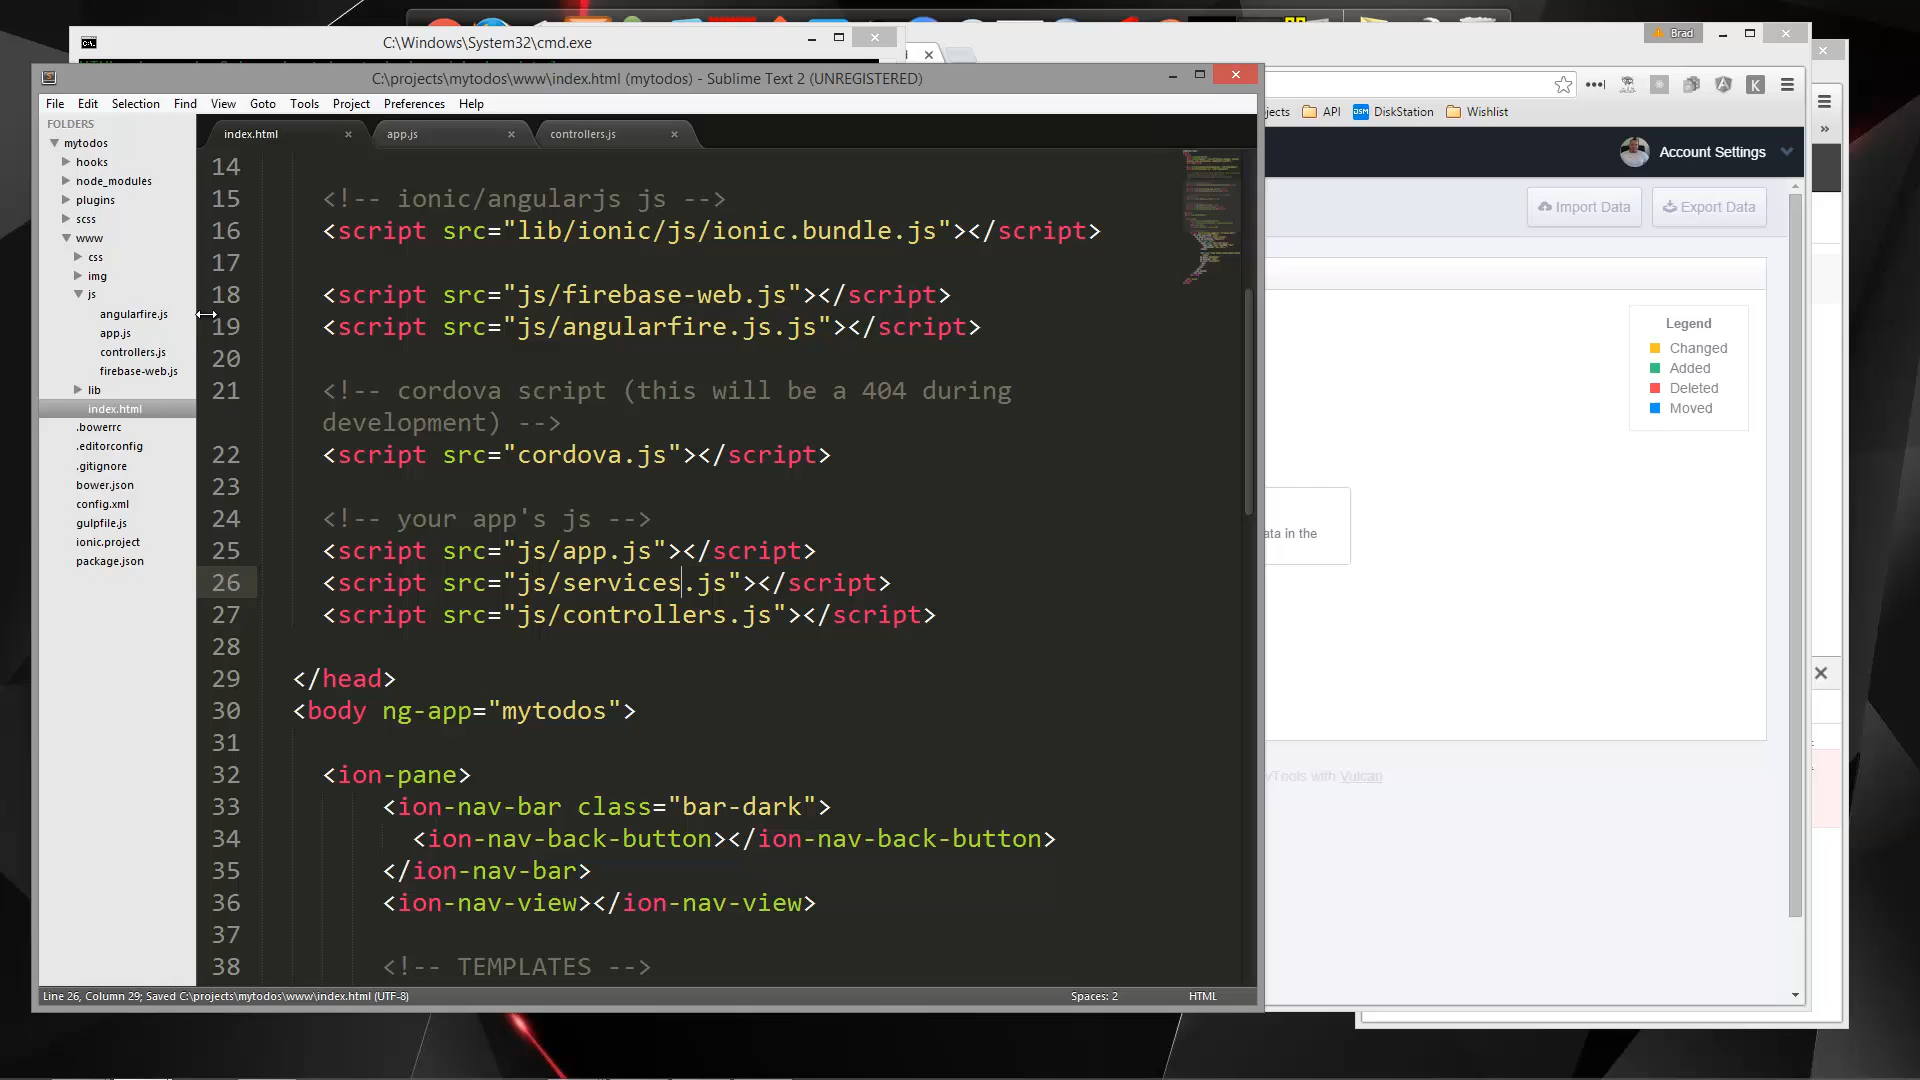 C:\Windows\System32\cmd.exe
Brad
C:\projects\mytodos\www\index.html (mytodos) - Sublime Text 2 (UNREGISTERED)
File Edit Selection Find View Goto Tools Project Preferences Help
FOLDERS
mytodos
hooks
node_modules
plugins
scss
www
css
img
js
angularfire.js
app.js
controllers.js
firebase-web.js
lib
index.html
.bowerrc
.editorconfig
.gitignore
bower.json
config.xml
gulpfile.js
ionic.project
package.json
index.html
app.js
controllers.js
14
15 <!-- ionic/angularjs js -->
16 <script src="lib/ionic/js/ionic.bundle.js"></script>
17
18 <script src="js/firebase-web.js"></script>
19 <script src="js/angularfire.js.js"></script>
20
21 <!-- cordova script (this will be a 404 during
development) -->
22 <script src="cordova.js"></script>
23
24 <!-- your app's js -->
25 <script src="js/app.js"></script>
26 <script src="js/services.js"></script>
27 <script src="js/controllers.js"></script>
28
29 </head>
30 <body ng-app="mytodos">
31
32 <ion-pane>
33 <ion-nav-bar class="bar-dark">
34 <ion-nav-back-button></ion-nav-back-button>
35 </ion-nav-bar>
36 <ion-nav-view></ion-nav-view>
37
38 <!-- TEMPLATES -->
Line 26, Column 29; Saved C:\projects\mytodos\www\index.html (UTF-8)
Spaces: 2
HTML
jects API DiskStation Wishlist
Account Settings
Import Data Export Data
Legend
Changed
Added
Deleted
Moved
ata in the
vTools with Vulcan